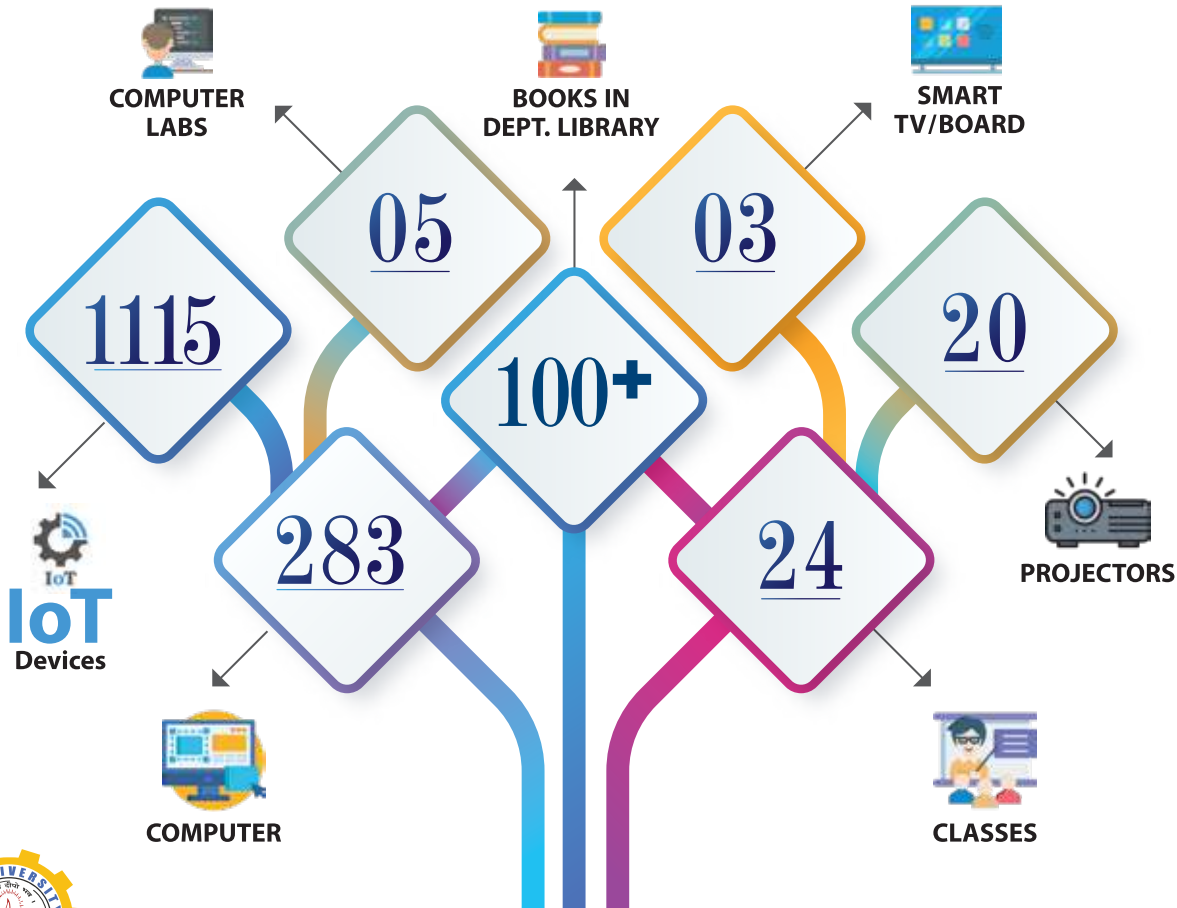 COMPUTER
LABS
BOOKS IN
DEPT. LIBRARY
SMART
TV/BOARD
05
03
1115
20
100+
283
24
IoT
IoT
Devices
PROJECTORS
COMPUTER
CLASSES